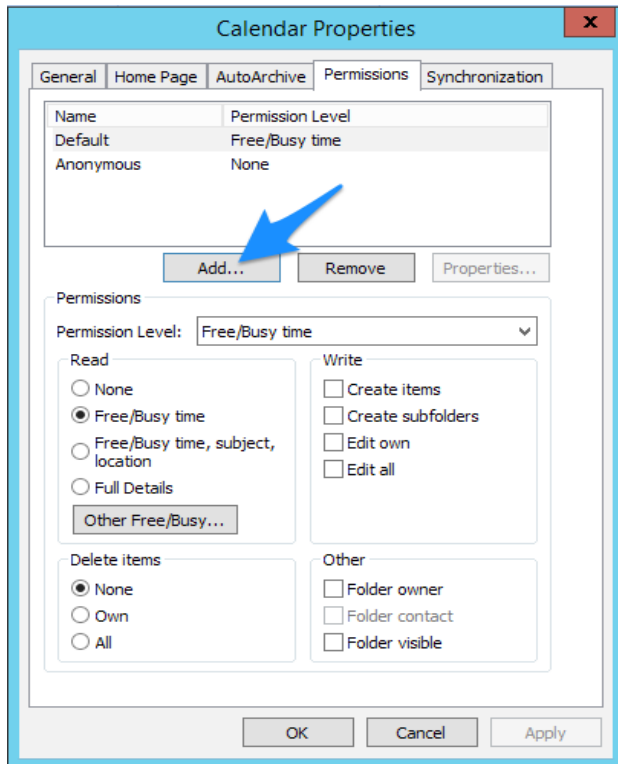 Calendar Properties
x
General Home Page AutoArchive Permissions Synchronization
Name Permission Level
Default Free/Busy time
Anonymous None
Add... Remove Properties...
Permissions
Permission Level: Free/Busy time
Read
None
Free/Busy time
Free/Busy time, subject,
location
Full Details
Other Free/Busy...
Write
Create items
Create subfolders
Edit own
Edit all
Delete items
None
Own
All
Other
Folder owner
Folder contact
Folder visible
OK Cancel Apply